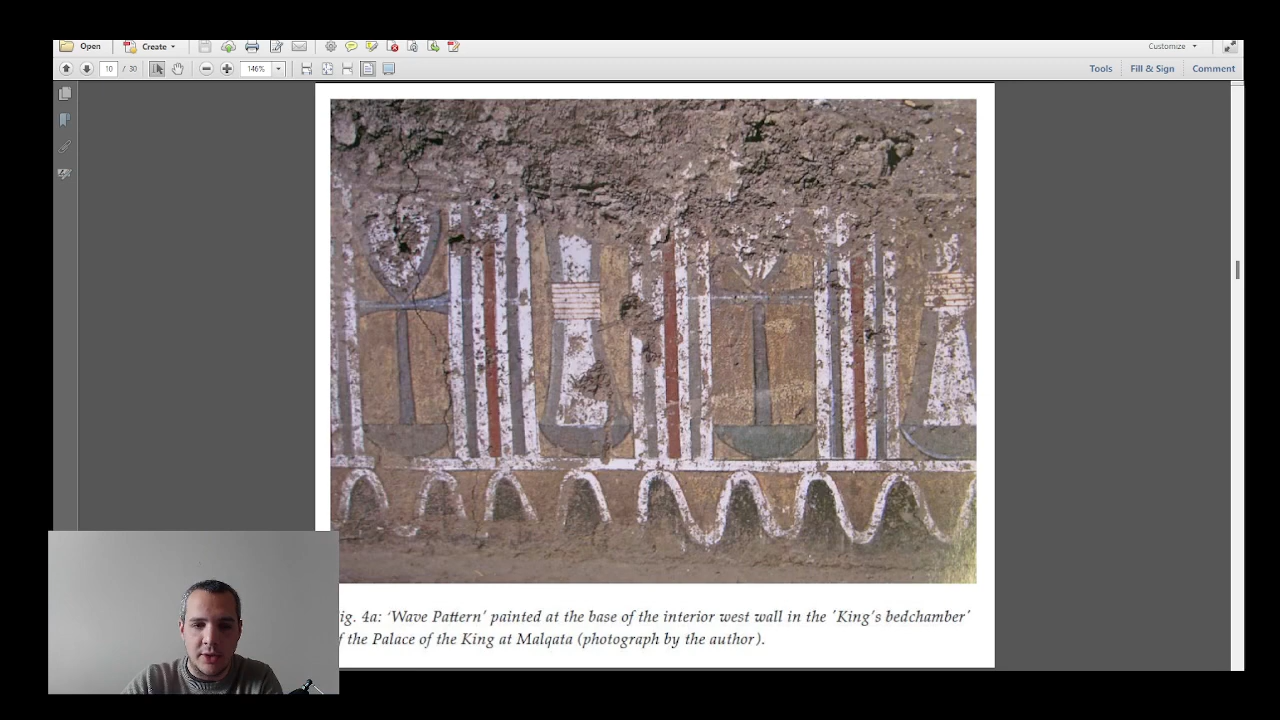 Open
Create
Customize
10 / 30
146%
Tools
Fill & Sign
Comment
ig. 4a: ‘Wave Pattern’ painted at the base of the interior west wall in the 'King's bedchamber’
f the Palace of the King at Malqata (photograph by the author).